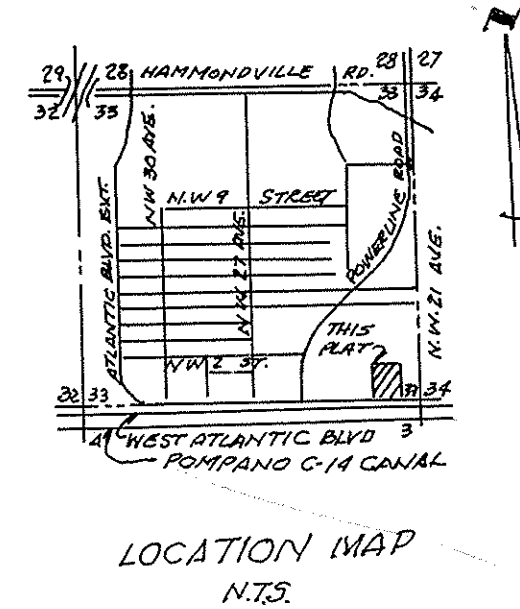 29 28 HAMMONDVILLE RD. 28 27
32 33 33 34
NW 30 AVE.
N.W 9 STREET
ATLANTIC BLVD. EXT.
N W 27 AVE.
POWERLINE ROAD
N.W. 21 AVE.
THIS
PLAT
NW 2 ST.
32 33 34
4 WEST ATLANTIC BLVD 3
POMPANO C-14 CANAL
LOCATION MAP
N.T.S.